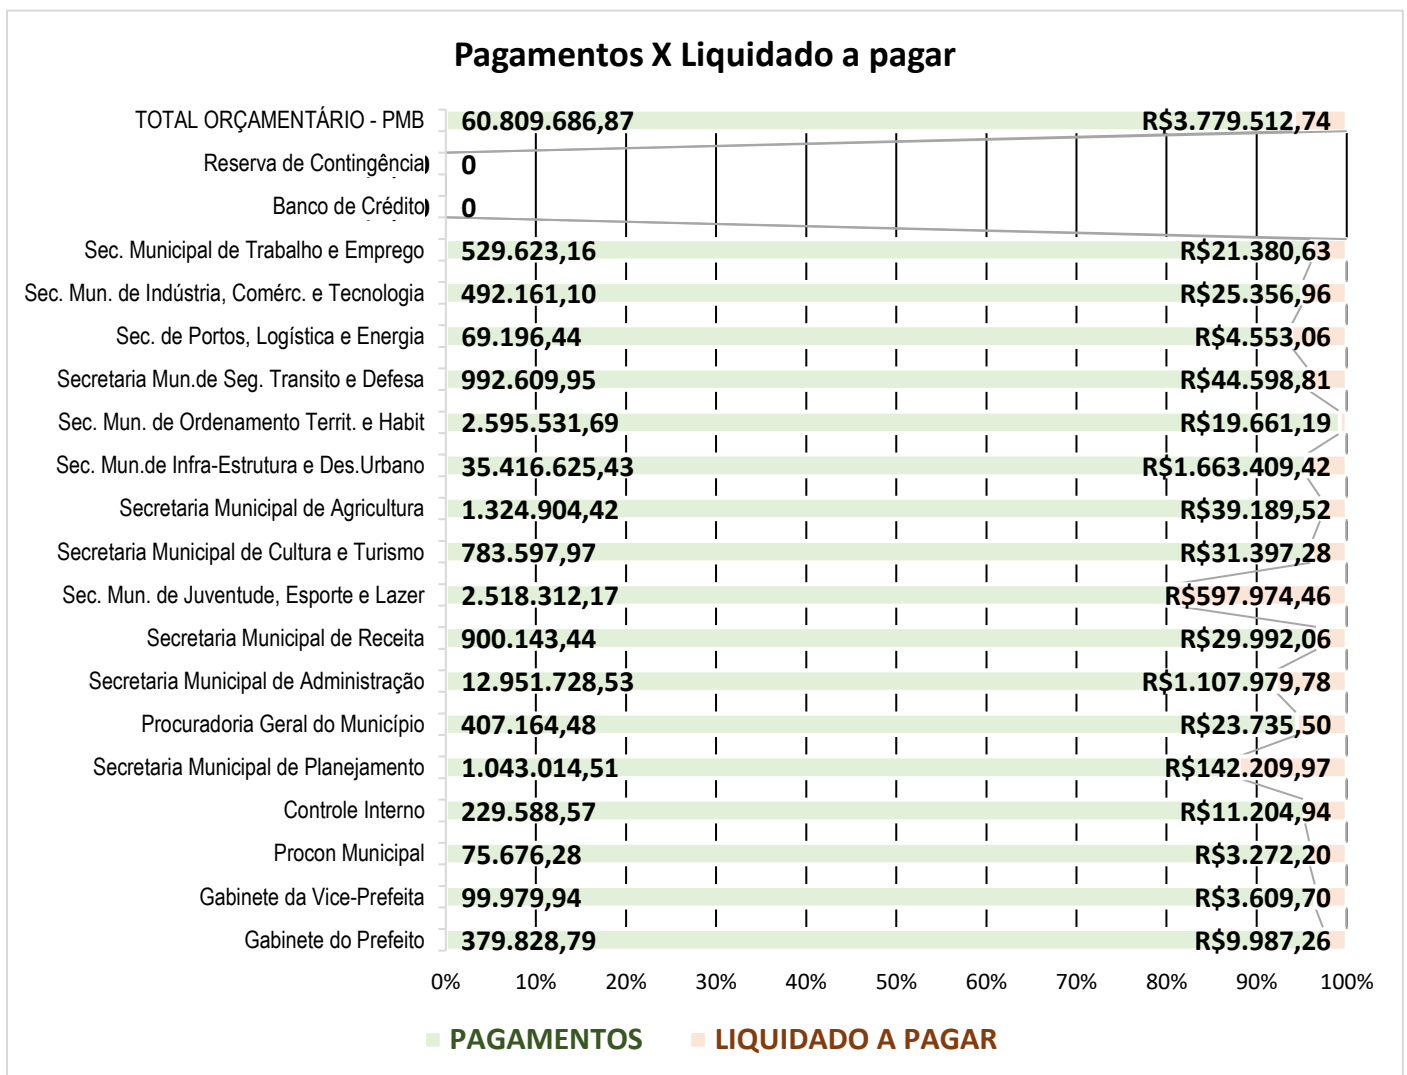 Pagamentos X Liquidado a pagar
TOTAL ORÇAMENTÁRIO - PMB 60.809.686,87 R$3.779.512,74
Reserva de Contingência 0
Banco de Crédito 0
Sec. Municipal de Trabalho e Emprego 529.623,16 R$21.380,63
Sec. Mun. de Indústria, Comérc. e Tecnologia 492.161,10 R$25.356,96
Sec. de Portos, Logística e Energia 69.196,44 R$4.553,06
Secretaria Mun.de Seg. Transito e Defesa 992.609,95 R$44.598,81
Sec. Mun. de Ordenamento Territ. e Habit 2.595.531,69 R$19.661,19
Sec. Mun.de Infra-Estrutura e Des.Urbano 35.416.625,43 R$1.663.409,42
Secretaria Municipal de Agricultura 1.324.904,42 R$39.189,52
Secretaria Municipal de Cultura e Turismo 783.597,97 R$31.397,28
Sec. Mun. de Juventude, Esporte e Lazer 2.518.312,17 R$597.974,46
Secretaria Municipal de Receita 900.143,44 R$29.992,06
Secretaria Municipal de Administração 12.951.728,53 R$1.107.979,78
Procuradoria Geral do Município 407.164,48 R$23.735,50
Secretaria Municipal de Planejamento 1.043.014,51 R$142.209,97
Controle Interno 229.588,57 R$11.204,94
Procon Municipal 75.676,28 R$3.272,20
Gabinete da Vice-Prefeita 99.979,94 R$3.609,70
Gabinete do Prefeito 379.828,79 R$9.987,26
0% 10% 20% 30% 40% 50% 60% 70% 80% 90% 100%
PAGAMENTOS LIQUIDADO A PAGAR